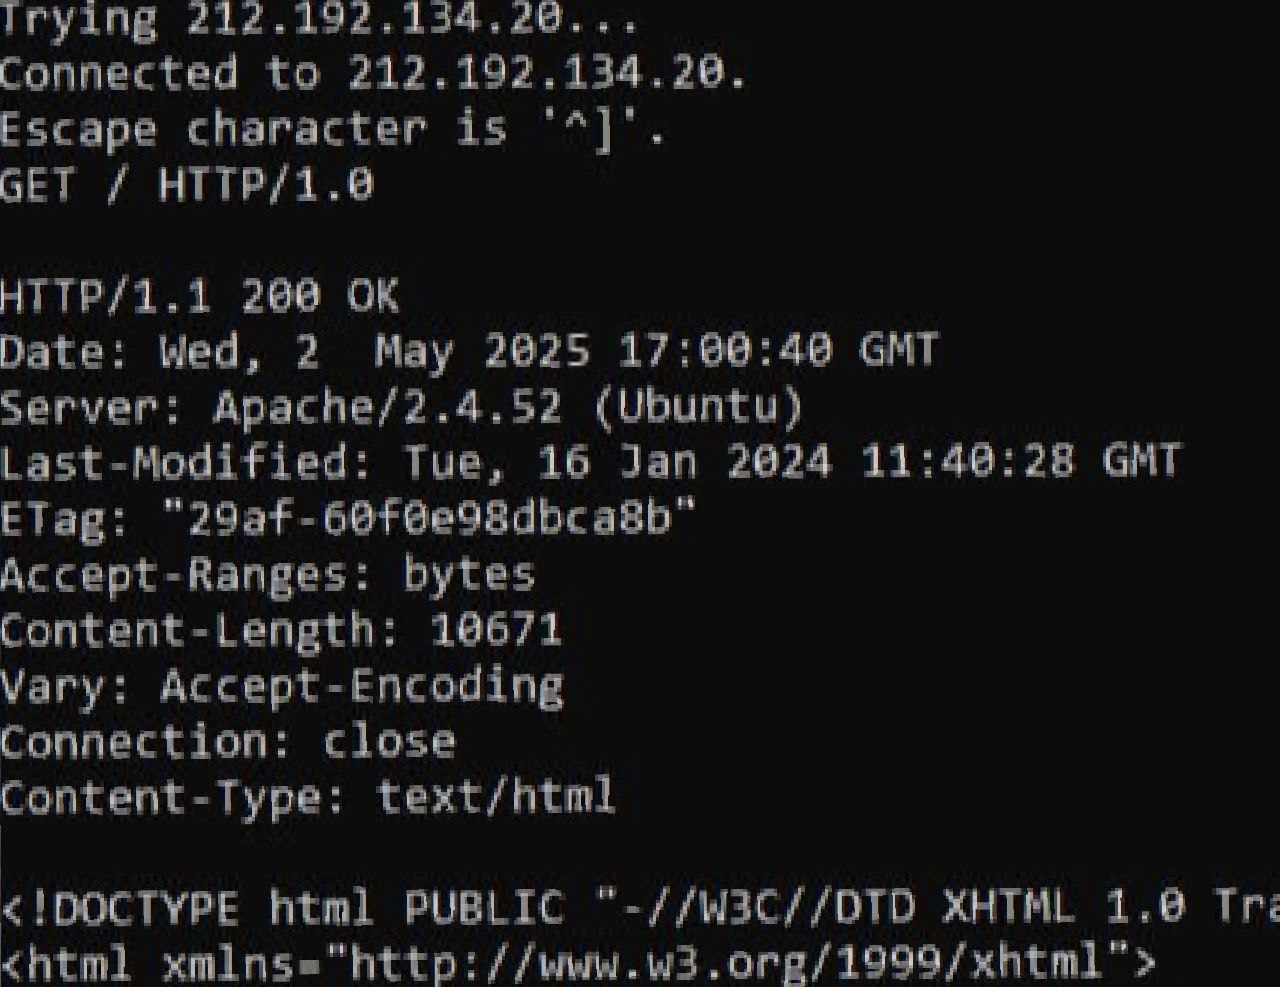 Trying 212.192.134.20...
Connected to 212.192.134.20.
Escape character is '^]'.
GET / HTTP/1.0
HTTP/1.1 200 OK
Date: Wed, 2  May 2025 17:00:40 GMT
Server: Apache/2.4.52 (Ubuntu)
Last-Modified: Tue, 16 Jan 2024 11:40:28 GMT
ETag: "29af-60f0e98dbca8b"
Accept-Ranges: bytes
Content-Length: 10671
Vary: Accept-Encoding
Connection: close
Content-Type: text/html
<!DOCTYPE html PUBLIC "-//W3C//DTD XHTML 1.0 Tra
<html xmlns="http://www.w3.org/1999/xhtml">